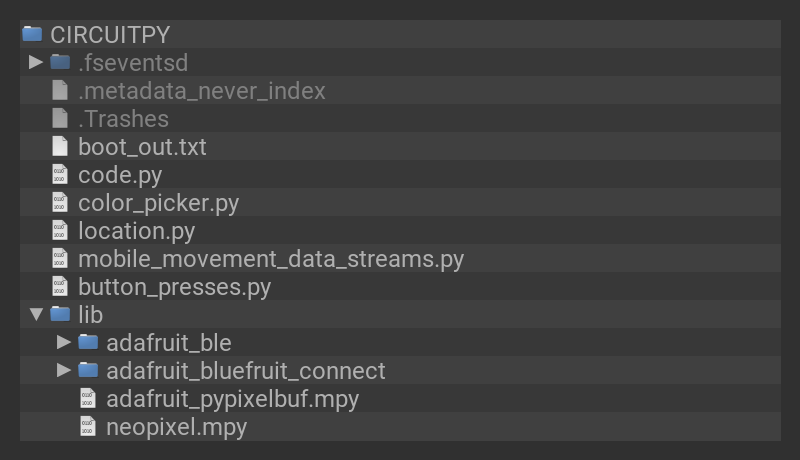 CIRCUITPY
.fseventsd
.metadata_never_index
.Trashes
boot_out.txt
code.py
color_picker.py
location.py
mobile_movement_data_streams.py
button_presses.py
lib
adafruit_ble
adafruit_bluefruit_connect
adafruit_pypixelbuf.mpy
neopixel.mpy